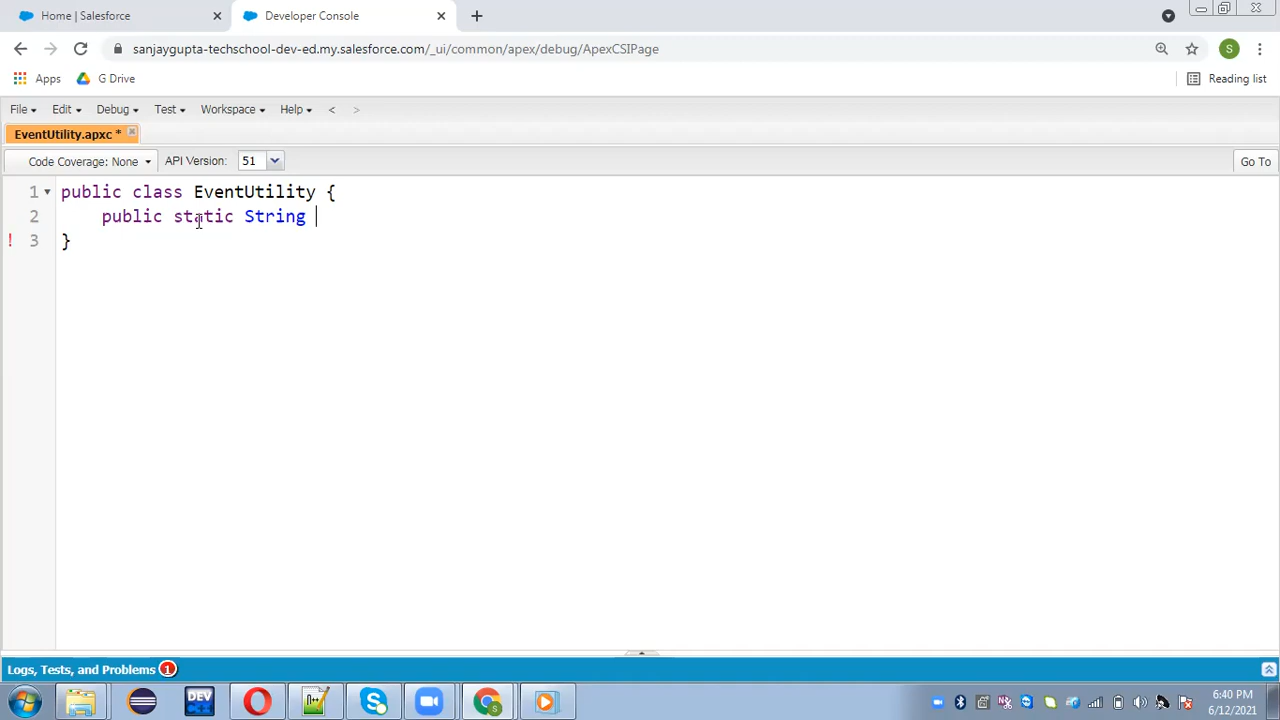 Home | Salesforce
Developer Console
sanjaygupta-techschool-dev-ed.my.salesforce.com/_ui/common/apex/debug/ApexCSIPage
S
Apps
G Drive
Reading list
File
Edit
Debug
Test
Workspace
Help
<
>
EventUtility.apxc *
Code Coverage: None
API Version:
51
Go To
1 public class EventUtility {
2 public static String
! 3 }
Logs, Tests, and Problems 1
DEV
6:40 PM
6/12/2021